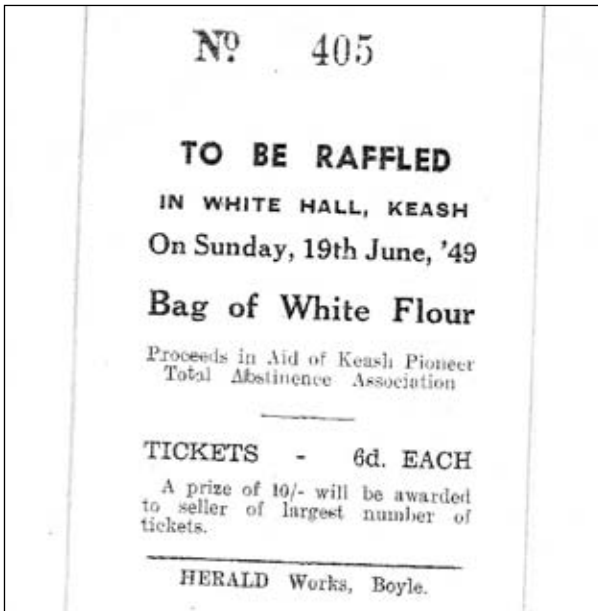 Nº 405
TO BE RAFFLED
IN WHITE HALL, KEASH
On Sunday, 19th June, '49
Bag of White Flour
Proceeds in Aid of Keash Pioneer
Total Abstinence Association
TICKETS - 6d. EACH
A prize of 10/- will be awarded
to seller of largest number of
tickets.
HERALD Works, Boyle.